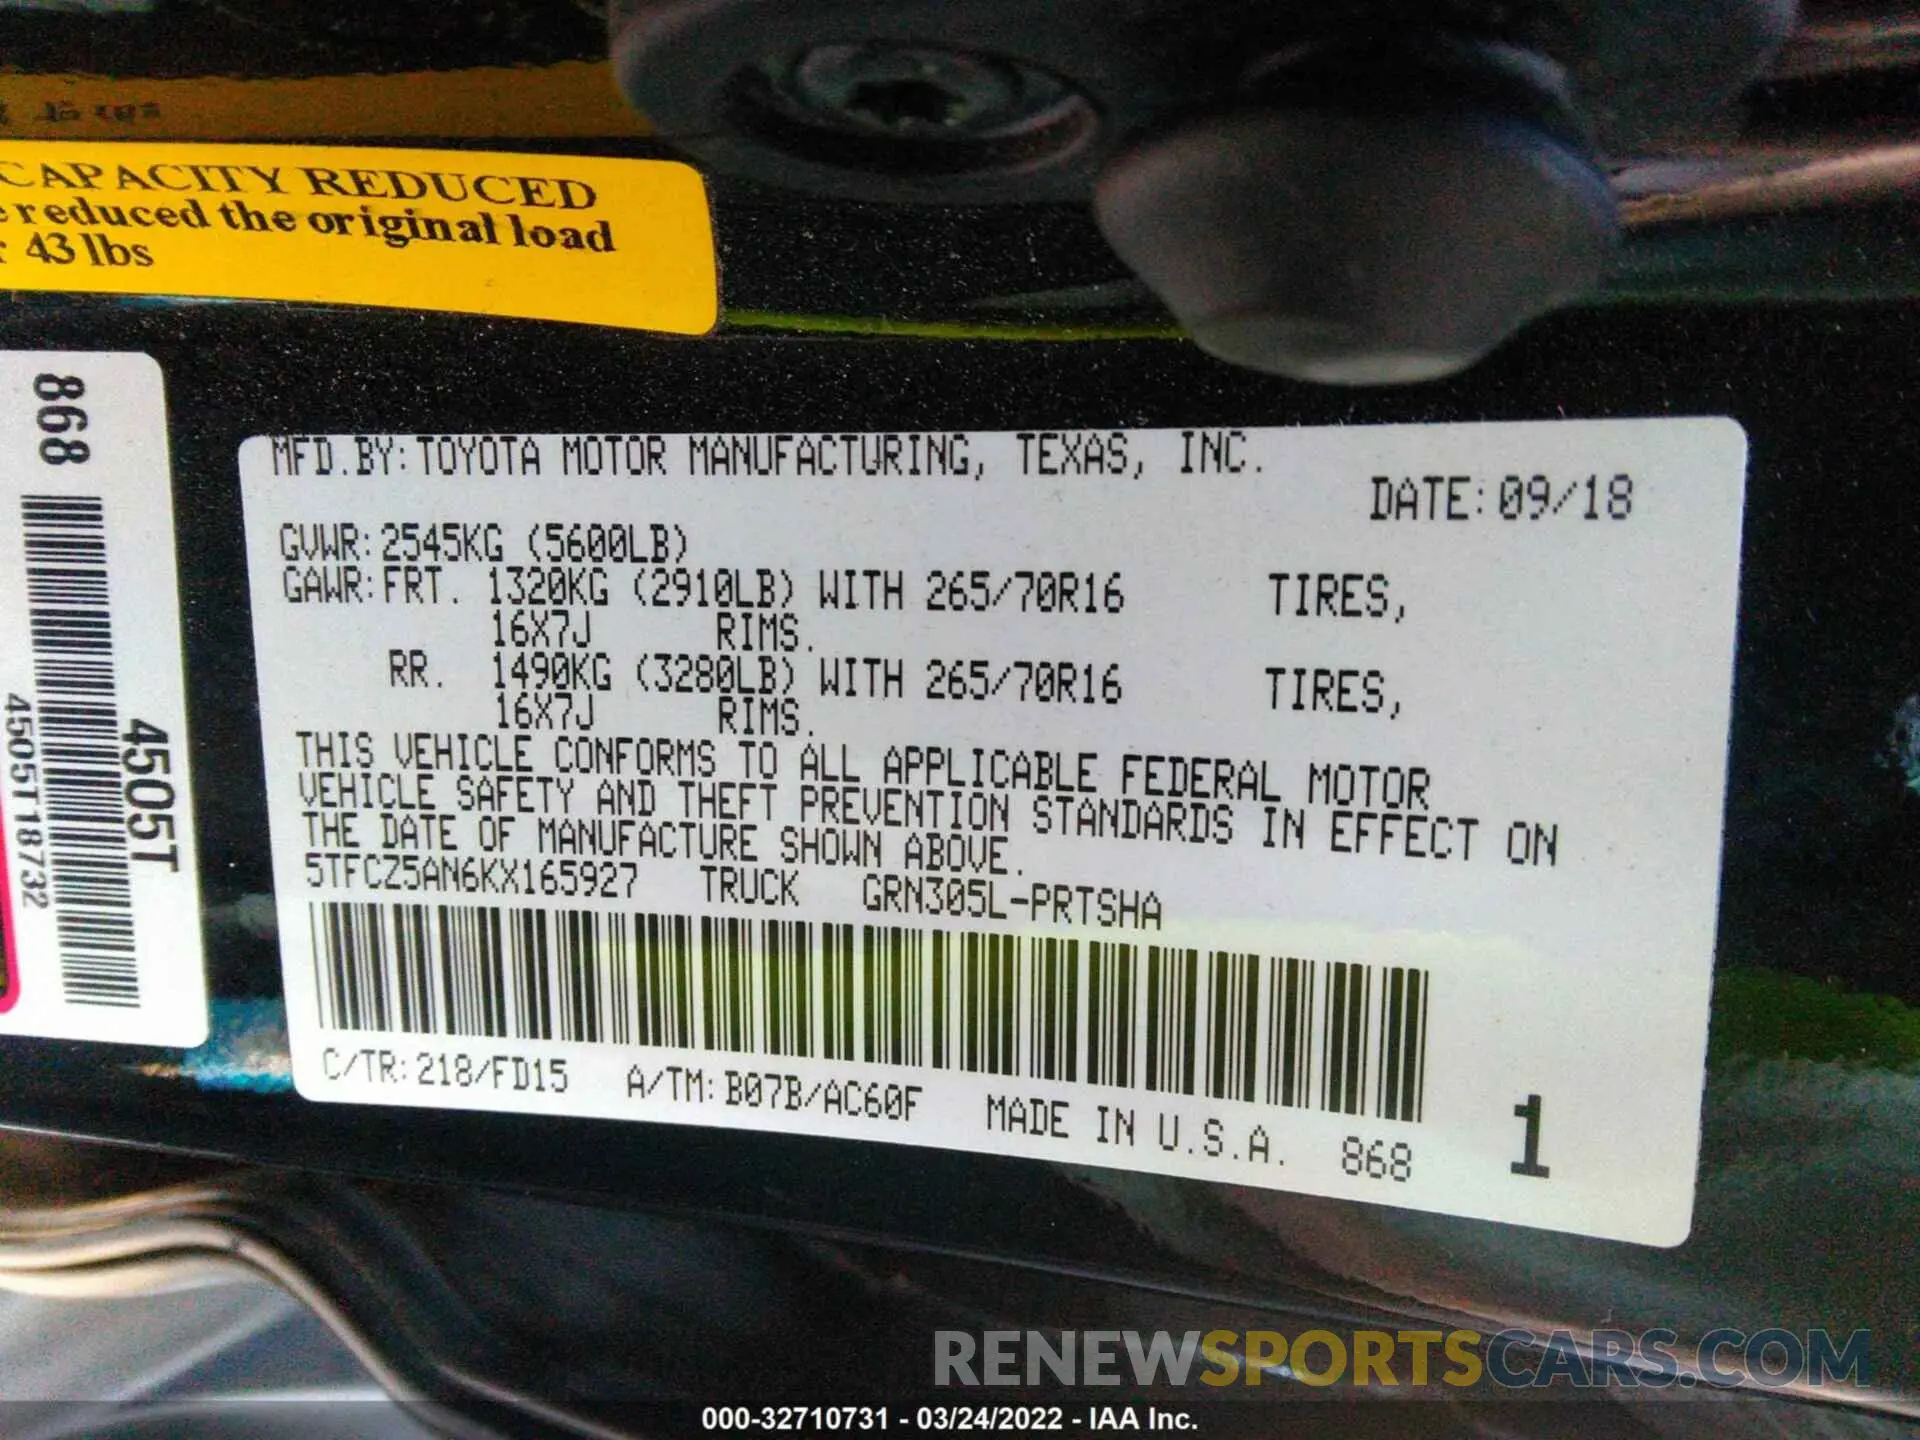 CAPACITY REDUCED
reduced the original load
43 lbs
868
4505T
4505T18732
MFD.BY:TOYOTA MOTOR MANUFACTURING, TEXAS, INC.
DATE:09/18
GVWR:2545KG (5600LB)
GAWR:FRT. 1320KG (2910LB) WITH 265/70R16 TIRES,
16X7J RIMS.
RR. 1490KG (3280LB) WITH 265/70R16 TIRES,
16X7J RIMS.
THIS VEHICLE CONFORMS TO ALL APPLICABLE FEDERAL MOTOR
VEHICLE SAFETY AND THEFT PREVENTION STANDARDS IN EFFECT ON
THE DATE OF MANUFACTURE SHOWN ABOVE.
5TFCZ5AN6KX165927 TRUCK GRN305L-PRTSHA
C/TR:218/FD15 A/TM:B07B/AC60F MADE IN U.S.A. 868 1
RENEWSPORTSCARS.COM
000-32710731 - 03/24/2022 - IAA Inc.